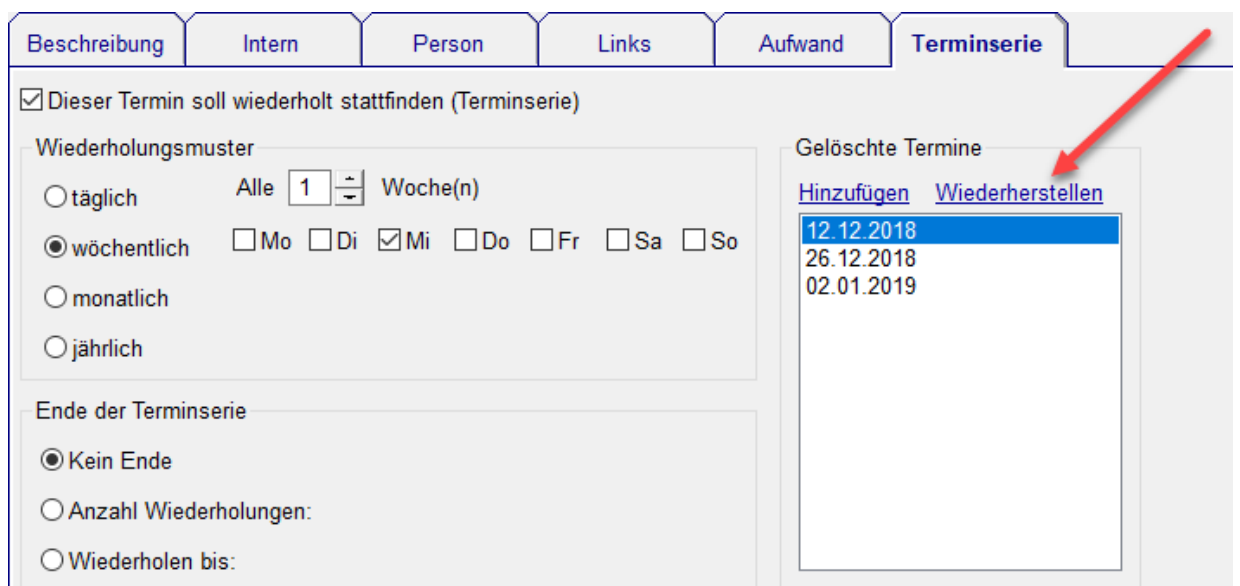 Beschreibung Intern Person Links Aufwand Terminserie
Dieser Termin soll wiederholt stattfinden (Terminserie)
Wiederholungsmuster
täglich
Alle 1 Woche(n)
wöchentlich
Mo Di Mi Do Fr Sa So
monatlich
jährlich
Ende der Terminserie
Kein Ende
Anzahl Wiederholungen:
Wiederholen bis:
Gelöschte Termine
Hinzufügen Wiederherstellen
12.12.2018
26.12.2018
02.01.2019